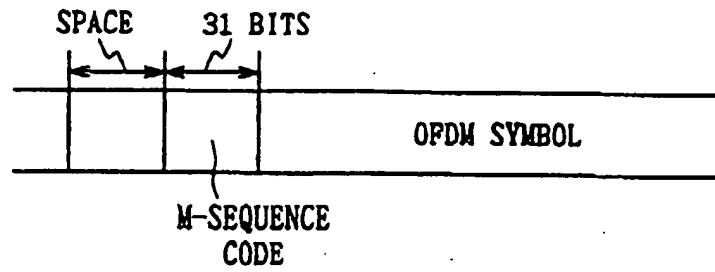 SPACE 31 BITS
OFDM SYMBOL
M-SEQUENCE
CODE